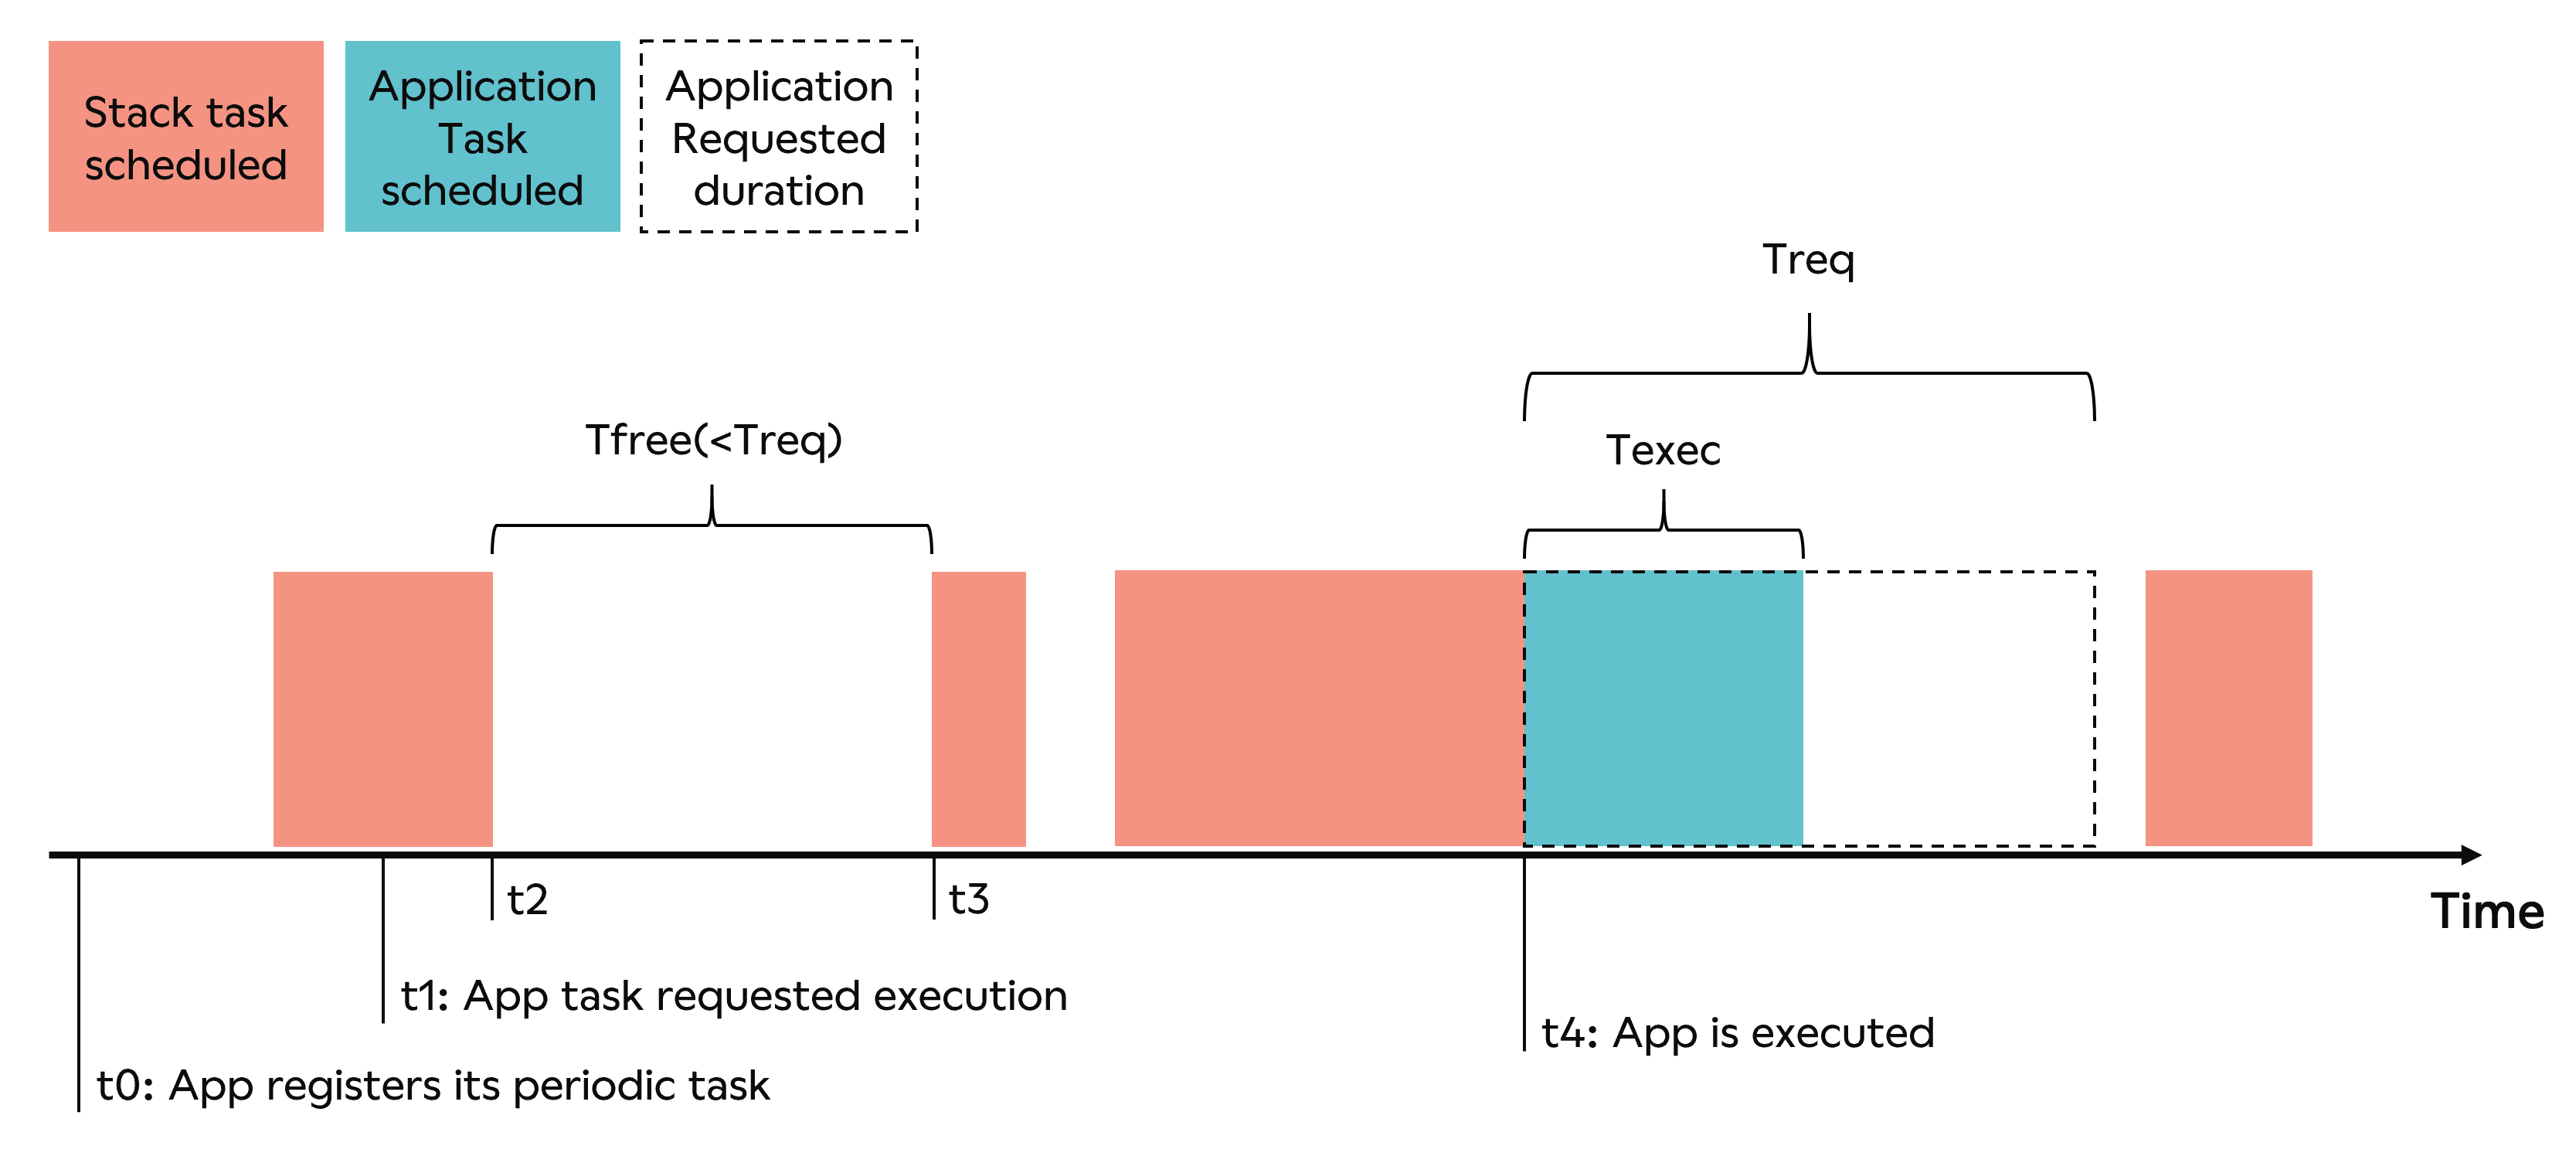 Stack task
scheduled
Application
Task
scheduled
Application
Requested
duration
Treq
Tfree(<Treq)
Texec
t2
t3
Time
t1: App task requested execution
t4: App is executed
t0: App registers its periodic task